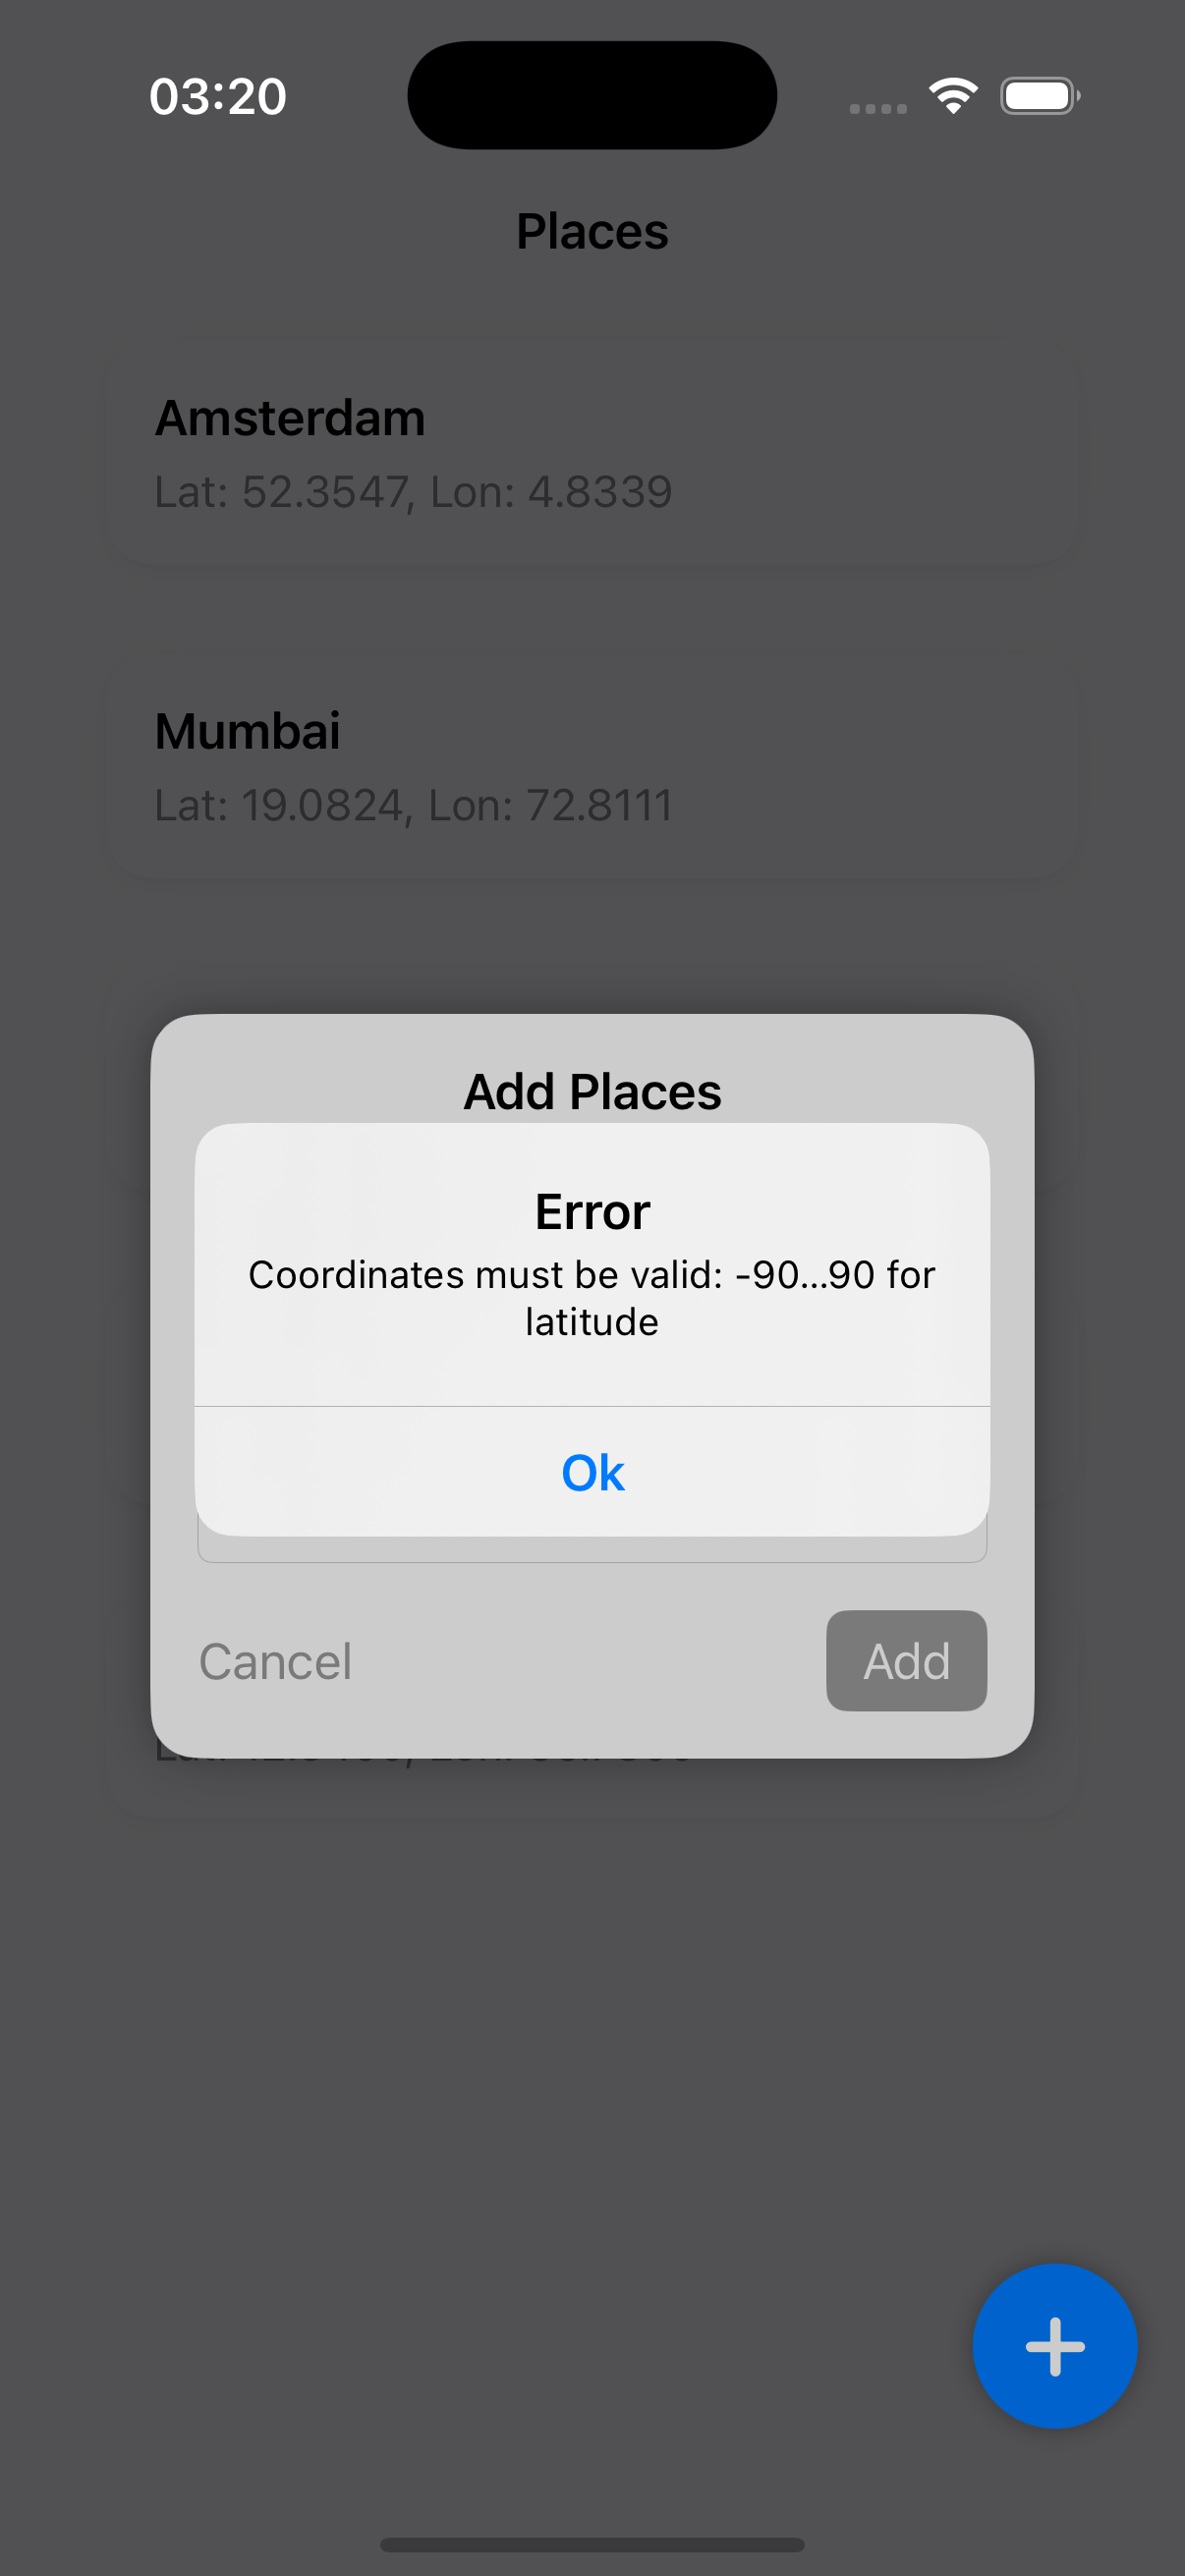 03:20
Places
Amsterdam
Lat: 52.3547, Lon: 4.8339
Mumbai
Lat: 19.0824, Lon: 72.8111
Add Places
Error
Coordinates must be valid: -90...90 for
latitude
Ok
Cancel
Add